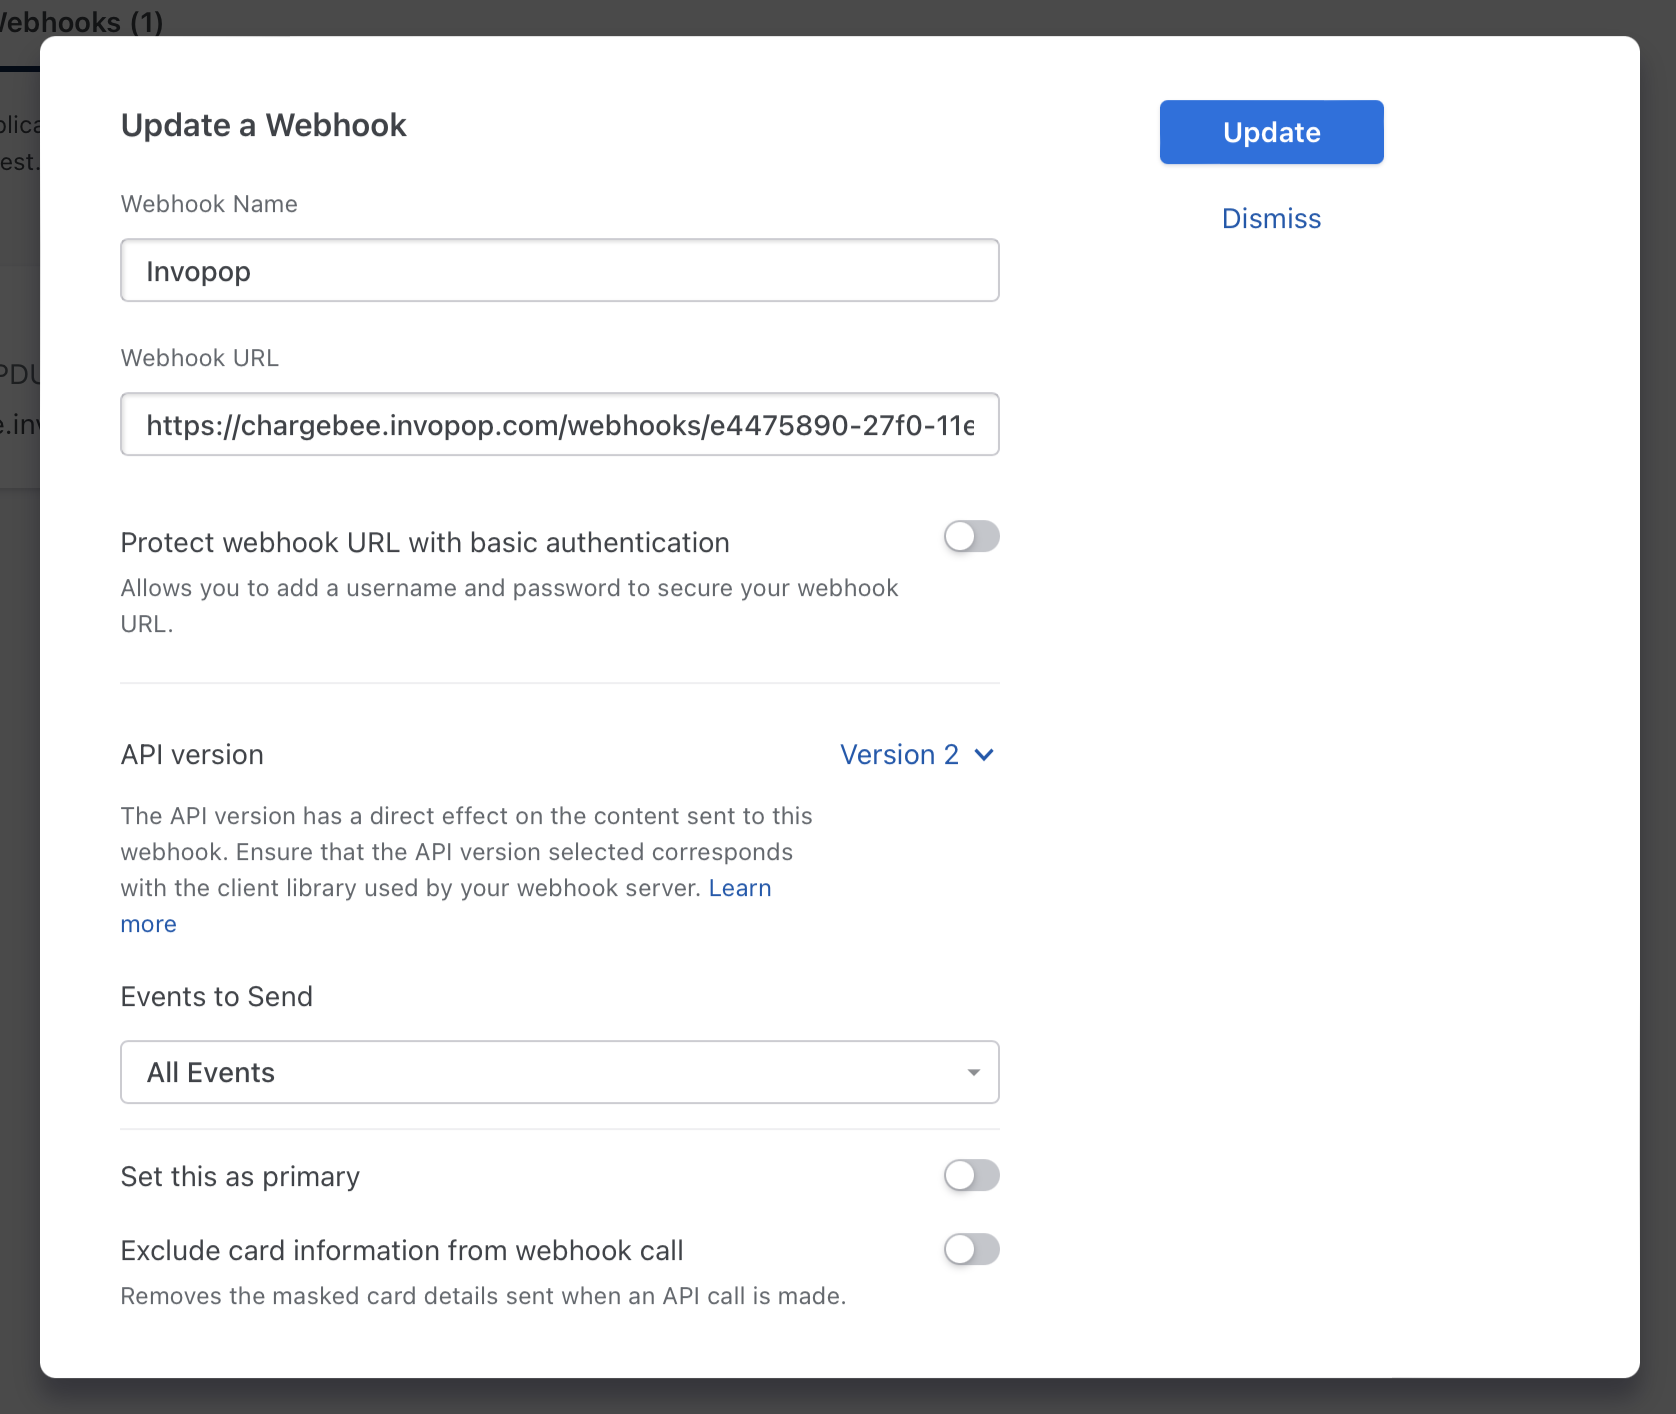 Webhooks (1)
Update a Webhook
Update
Dismiss
Webhook Name
Invopop
Webhook URL
https://chargebee.invopop.com/webhooks/e4475890-27f0-11e
Protect webhook URL with basic authentication
Allows you to add a username and password to secure your webhook
URL.
API version
Version 2
The API version has a direct effect on the content sent to this
webhook. Ensure that the API version selected corresponds
with the client library used by your webhook server. Learn
more
Events to Send
All Events
Set this as primary
Exclude card information from webhook call
Removes the masked card details sent when an API call is made.